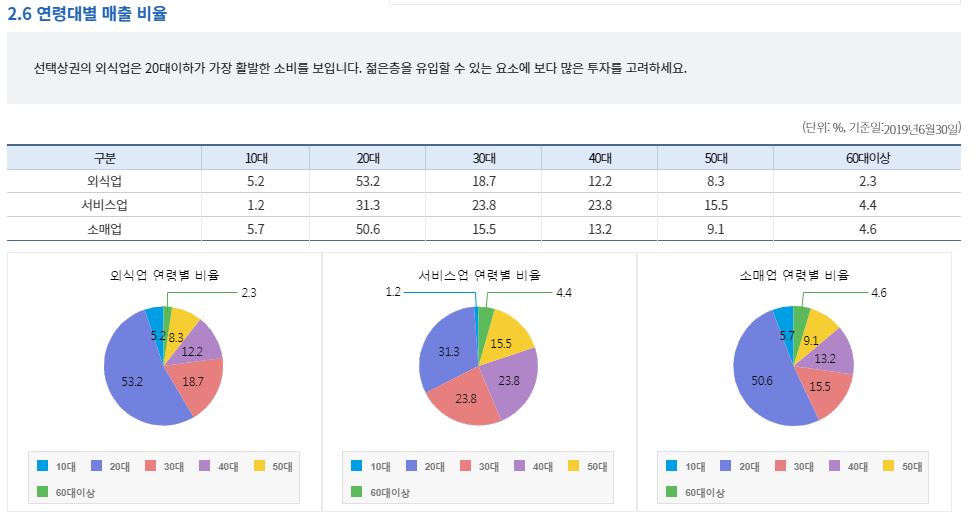 2.6 연령대별 매출 비율
선택상권의 외식업은 20대이하가 가장 활발한 소비를 보입니다. 젊은층을 유입할 수 있는 요소에 보다 많은 투자를 고려하세요.
(단위: %, 기준일:2019년6월30일)
구분 10대 20대 30대 40대 50대 60대이상
외식업 5.2 53.2 18.7 12.2 8.3 2.3
서비스업 1.2 31.3 23.8 23.8 15.5 4.4
소매업 5.7 50.6 15.5 13.2 9.1 4.6
외식업 연령별 비율
2.3
5.2 8.3
12.2
53.2 18.7
10대 20대 30대 40대 50대
60대이상
서비스업 연령별 비율
1.2 4.4
15.5
31.3
23.8
23.8
10대 20대 30대 40대 50대
60대이상
소매업 연령별 비율
4.6
5.7 9.1
13.2
50.6 15.5
10대 20대 30대 40대 50대
60대이상